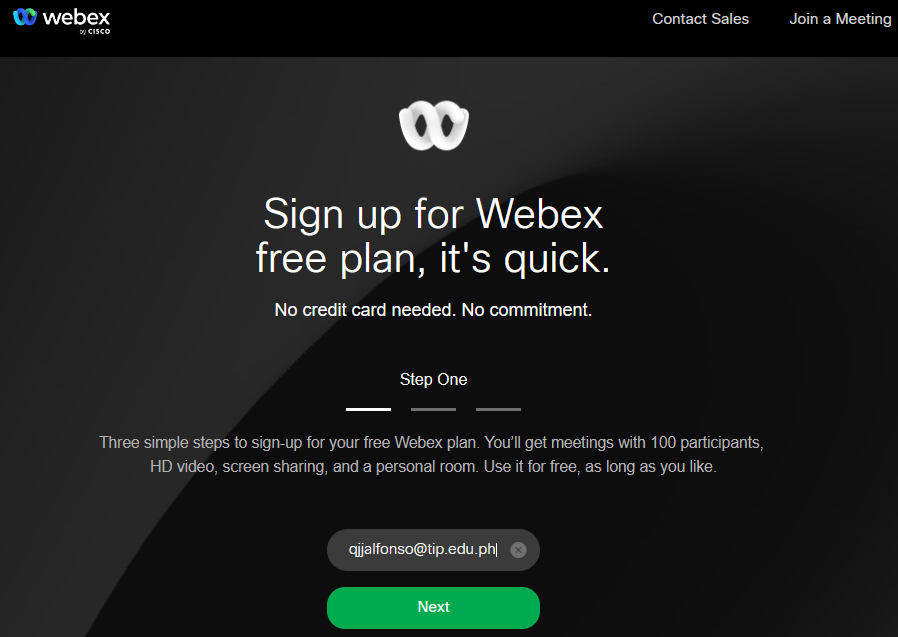 webex
by CISCO
Contact Sales
Join a Meeting
Sign up for Webex
free plan, it's quick.
No credit card needed. No commitment.
Step One
Three simple steps to sign-up for your free Webex plan. You’ll get meetings with 100 participants,
HD video, screen sharing, and a personal room. Use it for free, as long as you like.
qjjalfonso@tip.edu.ph
Next